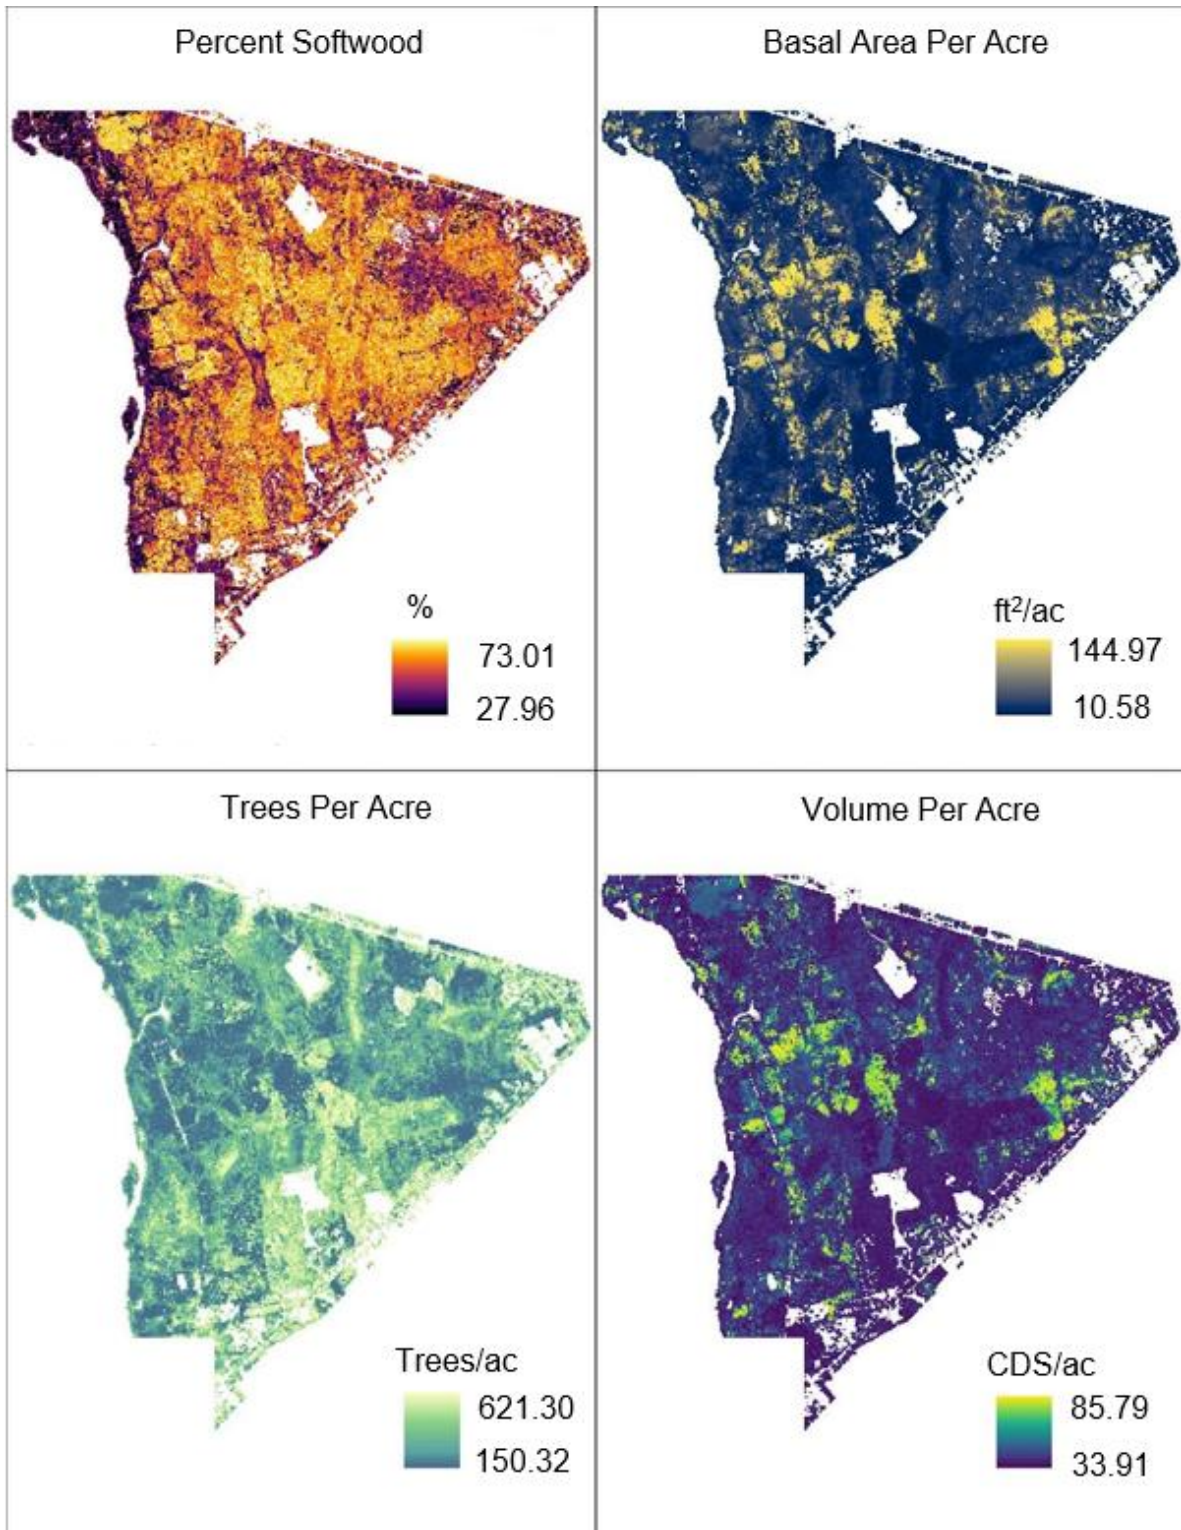 Percent Softwood
%
73.01
27.96
Basal Area Per Acre
ft²/ac
144.97
10.58
Trees Per Acre
Trees/ac
621.30
150.32
Volume Per Acre
CDS/ac
85.79
33.91